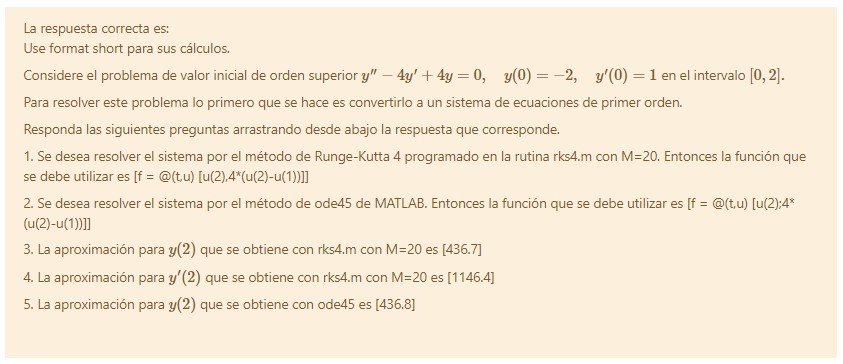 La respuesta correcta es:
Use format short para sus cálculos.
Considere el problema de valor inicial de orden superior y'' − 4y' + 4y = 0, y(0) = −2, y'(0) = 1 en el intervalo [0, 2].
Para resolver este problema lo primero que se hace es convertirlo a un sistema de ecuaciones de primer orden.
Responda las siguientes preguntas arrastrando desde abajo la respuesta que corresponde.
1. Se desea resolver el sistema por el método de Runge-Kutta 4 programado en la rutina rks4.m con M=20. Entonces la función que
se debe utilizar es [f = @(t,u) [u(2),4*(u(2)-u(1))]]
2. Se desea resolver el sistema por el método de ode45 de MATLAB. Entonces la función que se debe utilizar es [f = @(t,u) [u(2);4*
(u(2)-u(1))]]
3. La aproximación para y(2) que se obtiene con rks4.m con M=20 es [436.7]
4. La aproximación para y'(2) que se obtiene con rks4.m con M=20 es [1146.4]
5. La aproximación para y(2) que se obtiene con ode45 es [436.8]